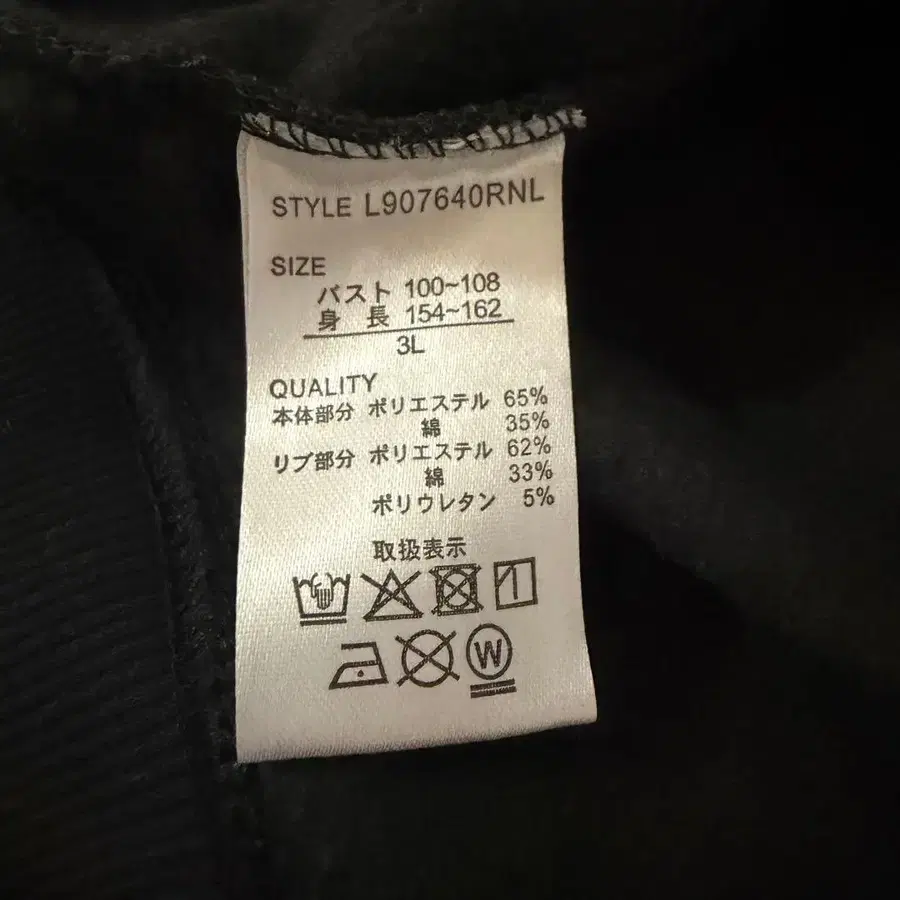 STYLE L907640RNL
SIZE
バスト 100~108
身 長 154~162
3L
QUALITY
本体部分 ポリエステル 65%
綿 35%
リブ部分 ポリエステル 62%
綿 33%
ポリウレタン 5%
取扱表示
W